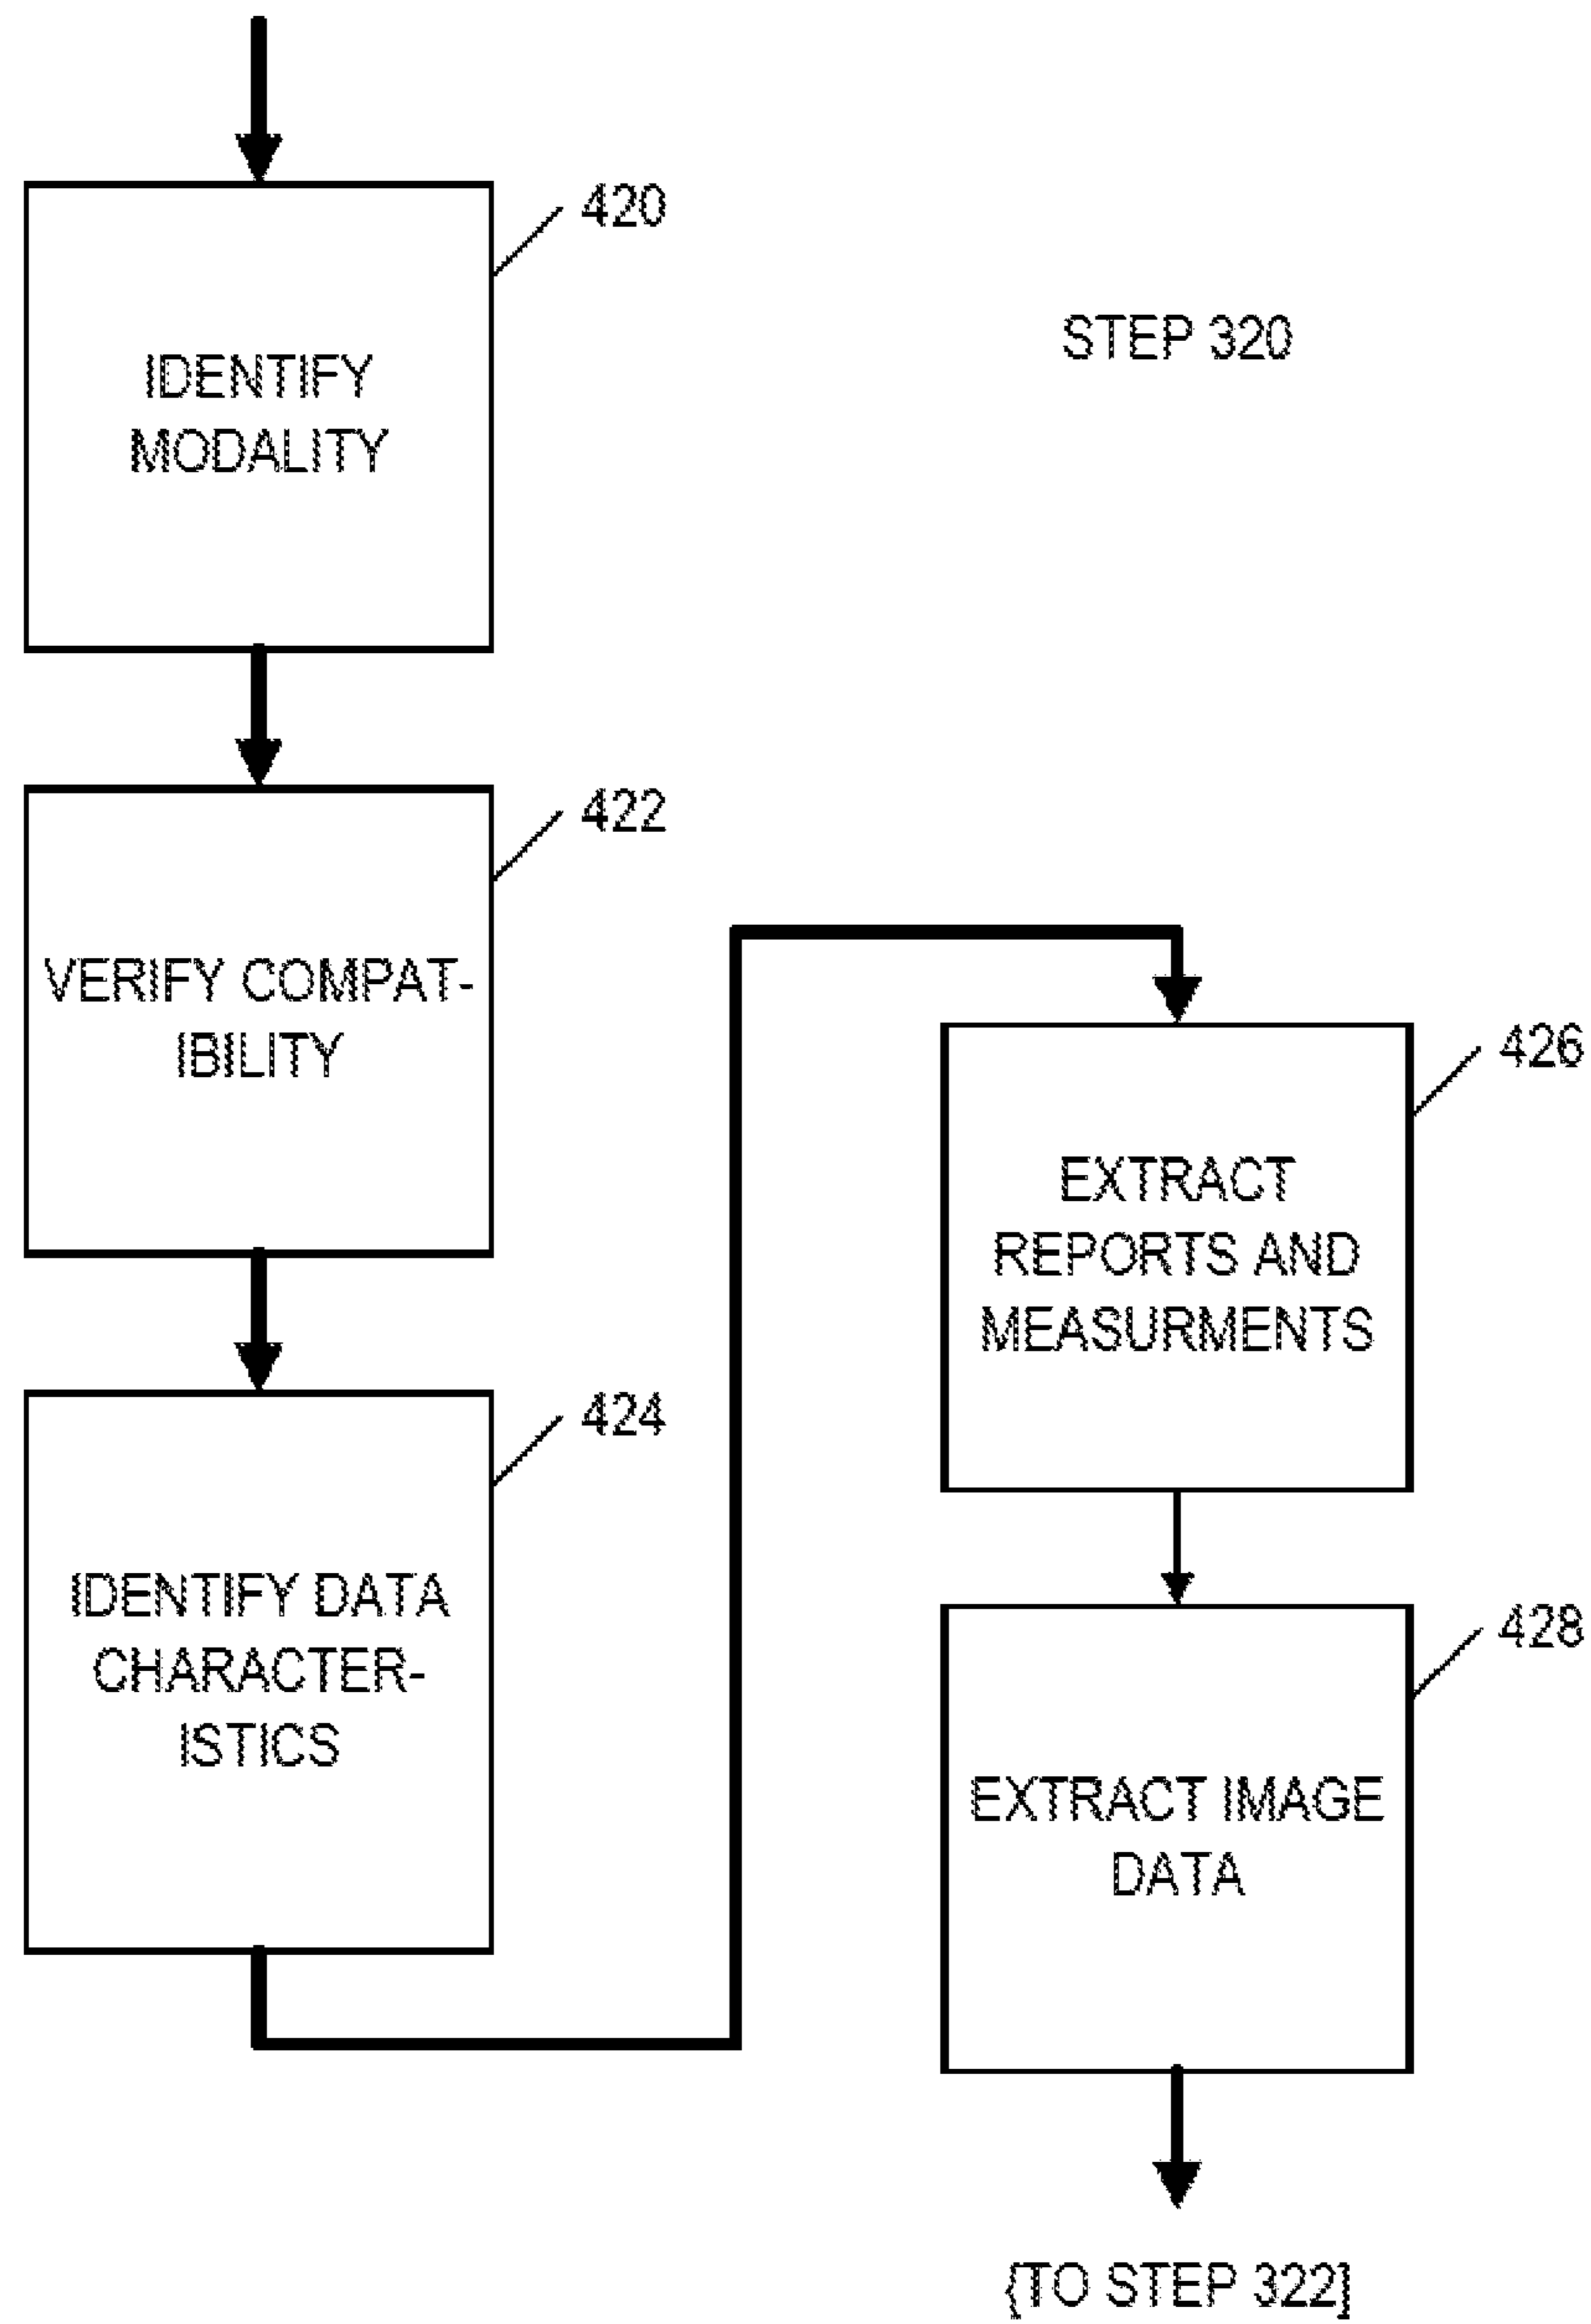 420
IDENTIFY
MODALITY
STEP 320
422
VERIFY COMPAT-
IBILITY
424
IDENTIFY DATA
CHARACTER-
ISTICS
426
EXTRACT
REPORTS AND
MEASURMENTS
428
EXTRACT IMAGE
DATA
{TO STEP 322]